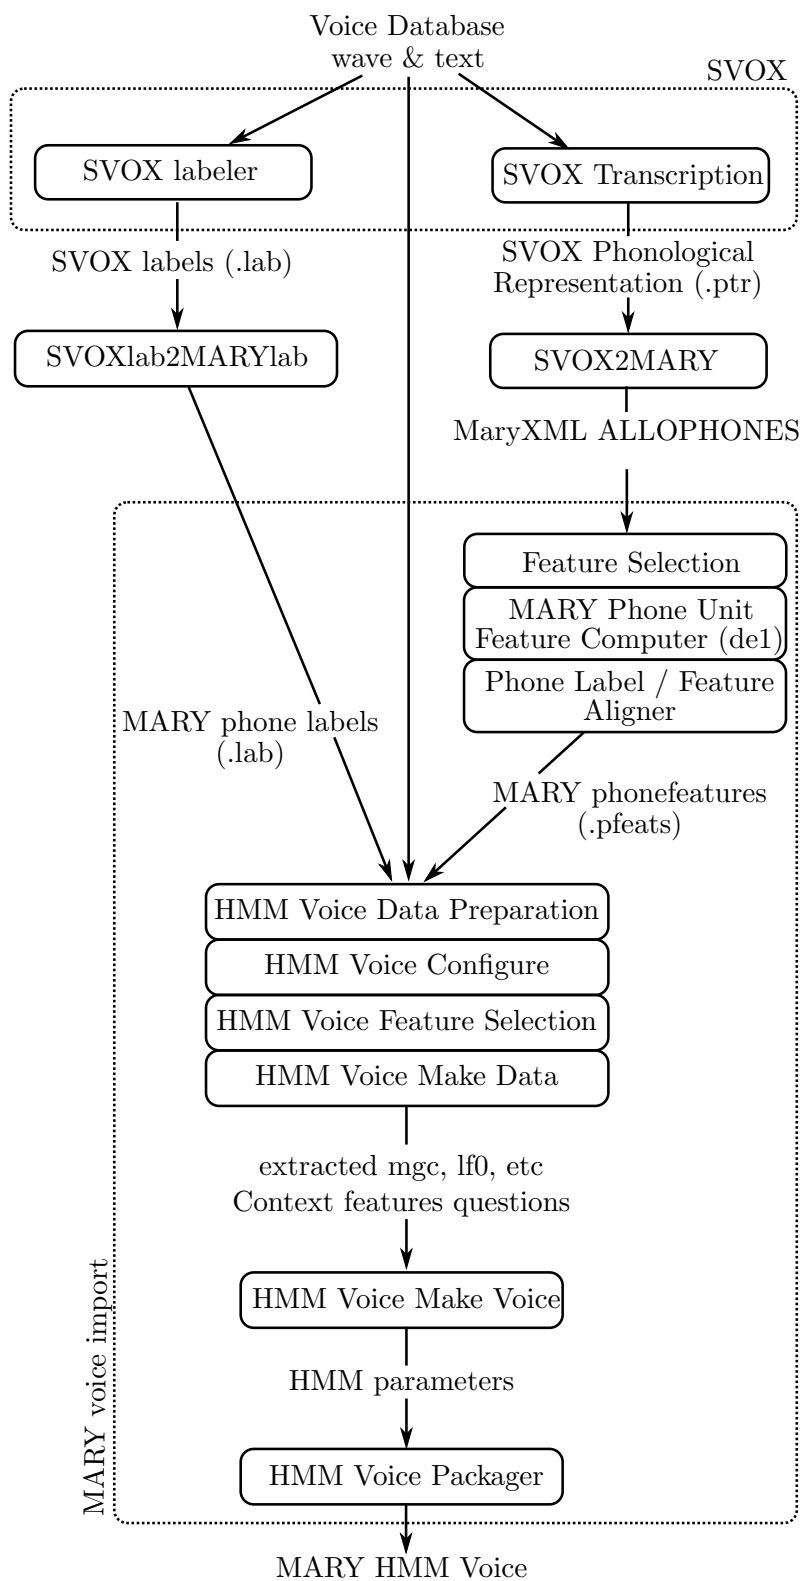 Voice Database
wave & text
SVOX
SVOX labeler
SVOX Transcription
SVOX labels (.lab)
SVOX Phonological
Representation (.ptr)
SVOXlab2MARYlab
SVOX2MARY
MaryXML ALLOPHONES
Feature Selection
MARY Phone Unit
Feature Computer (de1)
Phone Label / Feature
Aligner
MARY phone labels
(.lab)
MARY phonefeatures
(.pfeats)
HMM Voice Data Preparation
HMM Voice Configure
HMM Voice Feature Selection
HMM Voice Make Data
extracted mgc, lf0, etc
Context features questions
HMM Voice Make Voice
HMM parameters
HMM Voice Packager
MARY voice import
MARY HMM Voice